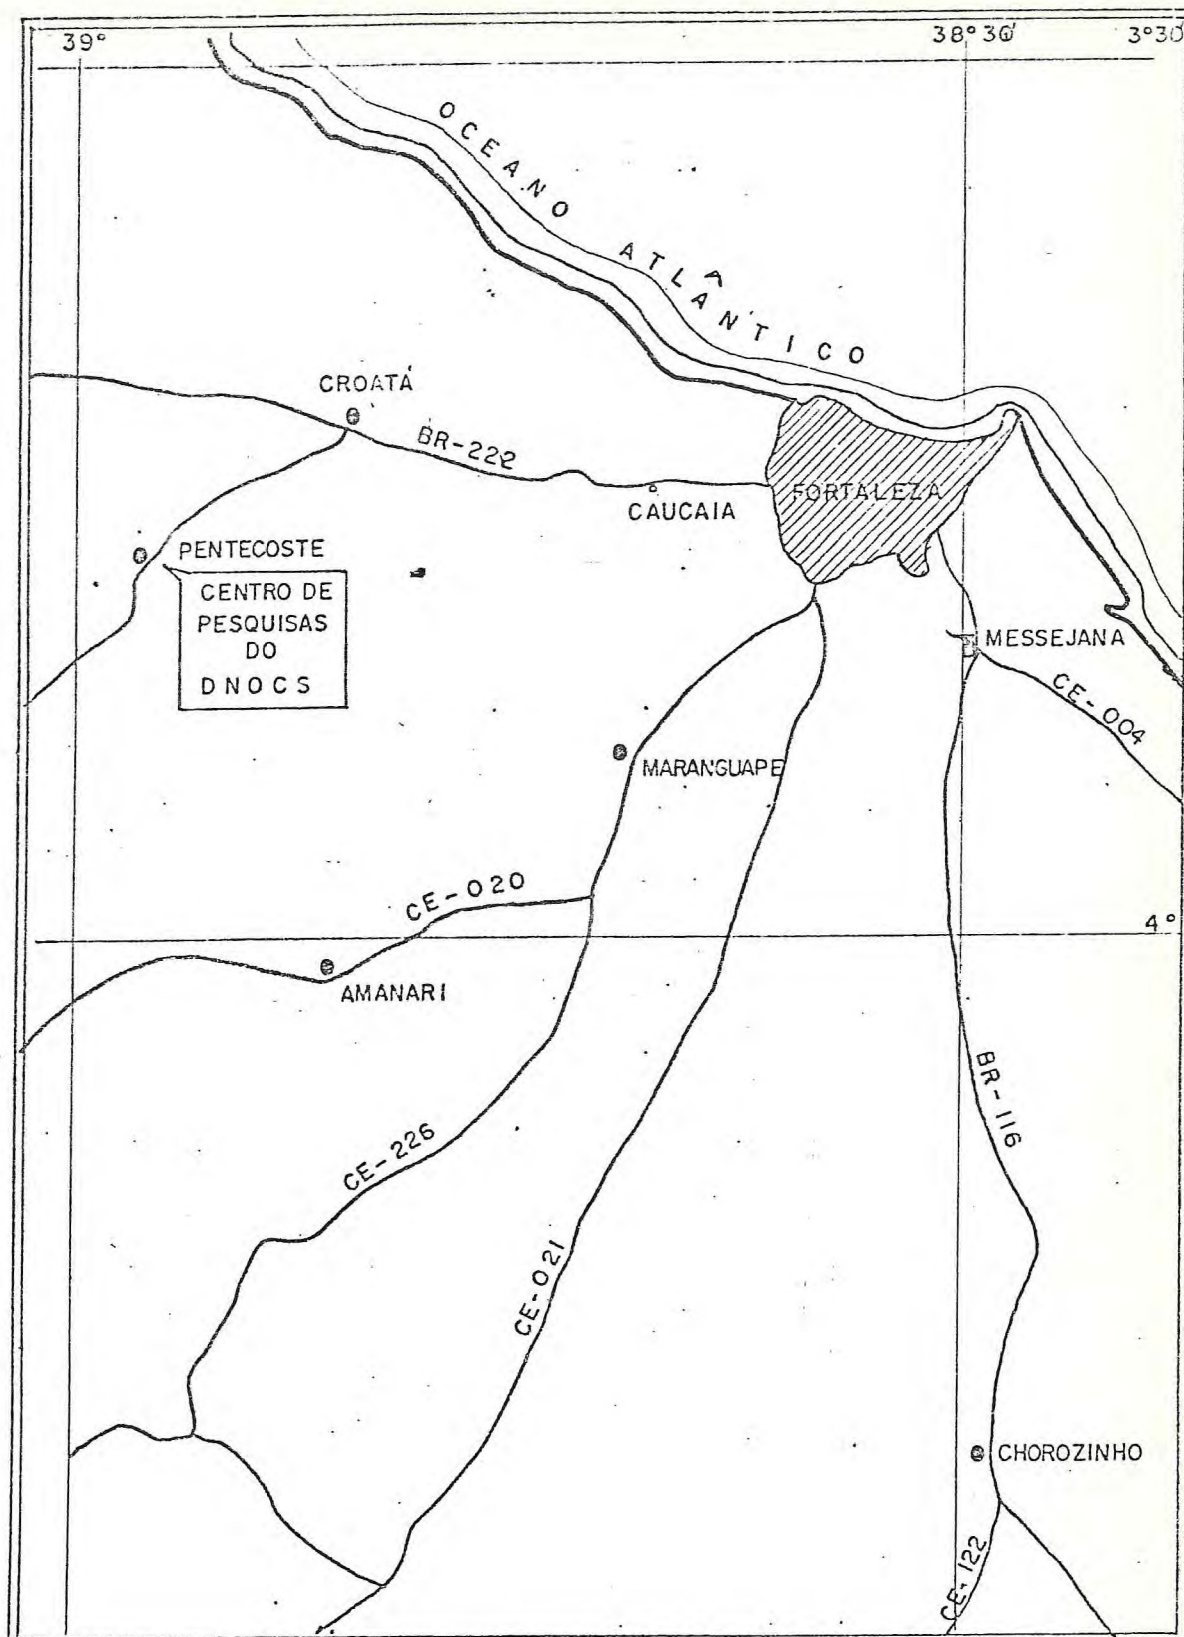 39°
38°30'
3°30'
OCEANO ATLÂNTICO
CROATÁ
BR-222
FORTALEZA
CAUCAIA
PENTECOSTE
CENTRO DE
PESQUISAS
DO
DNOCS
MESSEJANA
CE-004
MARANGUAPE
CE-020
4°
AMANARI
BR-116
CE-226
CE-021
CHOROZINHO
CE-122